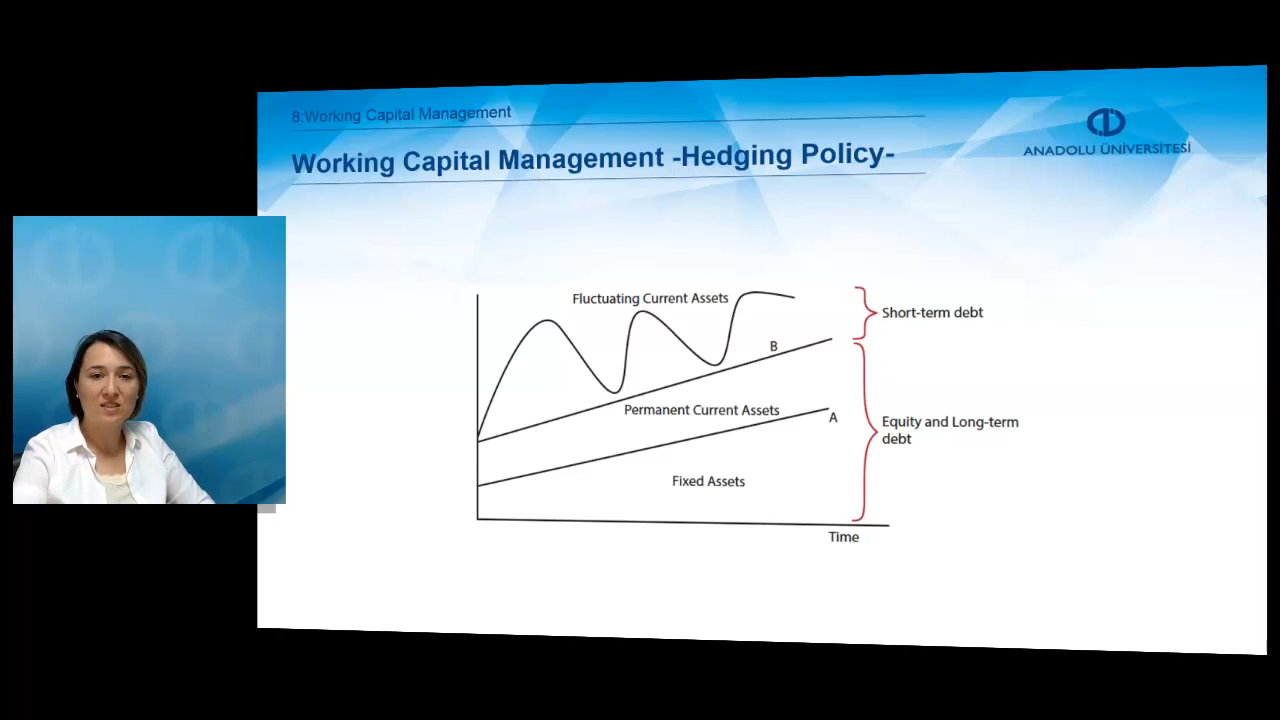 8:Working Capital Management
Working Capital Management -Hedging Policy-
ANADOLU ÜNİVERSİTESİ
Fluctuating Current Assets
Short-term debt
B
Permanent Current Assets
A
Equity and Long-term
debt
Fixed Assets
Time